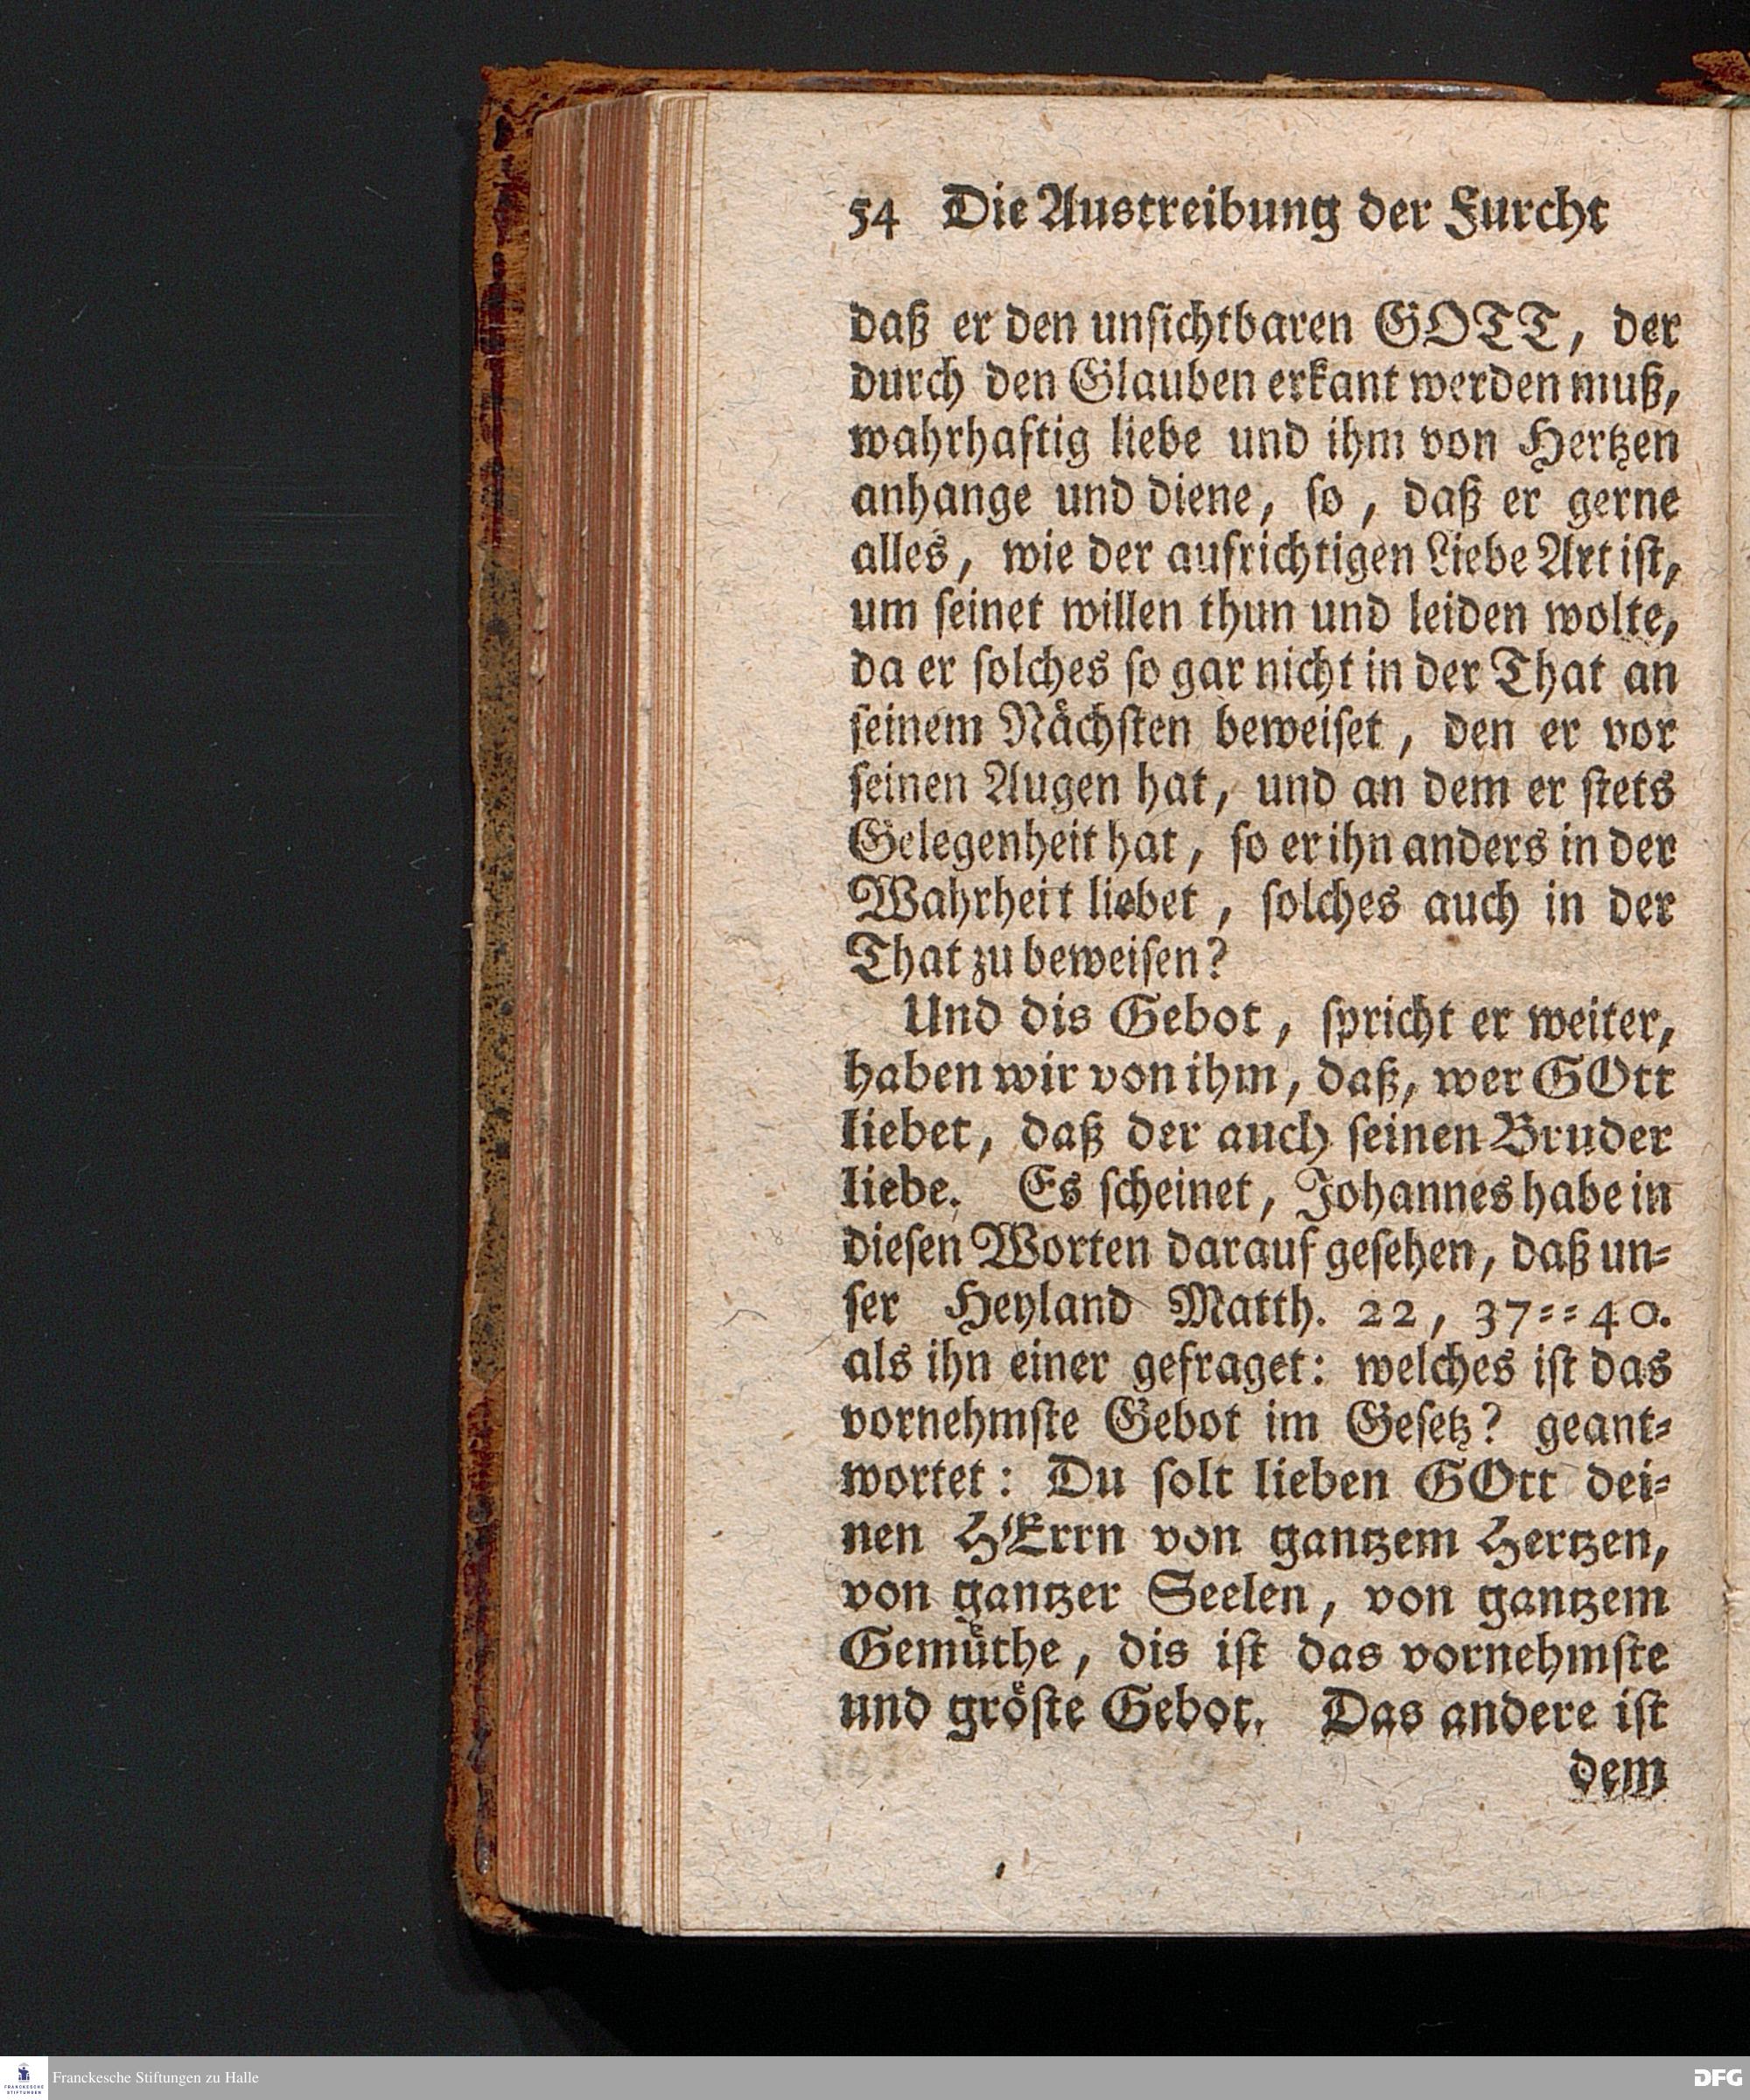 54 Die Austreibung der Furcht
daß er den unsichtbaren GOTT, der
durch den Glauben erkant werden muß,
wahrhaftig liebe und ihm von Hertzen
anhange und diene, so, daß er gerne
alles, wie der aufrichtigen Liebe Art ist,
um seinet willen thun und leiden wolte,
da er solches so gar nicht in der That an
seinem Nächsten beweiset, den er vor
seinen Augen hat, und an dem er stets
Gelegenheit hat, so er ihn anders in der
Wahrheit liebet, solches auch in der
That zu beweisen?
Und dis Gebot, spricht er weiter,
haben wir von ihm, daß, wer GOtt
liebet, daß der auch seinen Bruder
liebe. Es scheinet, Johannes habe in
diesen Worten darauf gesehen, daß un⸗
ser Heyland Matth. 22, 37⸗⸗40.
als ihn einer gefraget: welches ist das
vornehmste Gebot im Gesetz? geant⸗
wortet: Du solt lieben GOtt dei⸗
nen HErrn von gantzem Hertzen,
von gantzer Seelen, von gantzem
Gemüthe, dis ist das vornehmste
und gröste Gebot. Das andere ist
dem
FRANCKESCHE STIFTUNGEN
Franckesche Stiftungen zu Halle
DFG